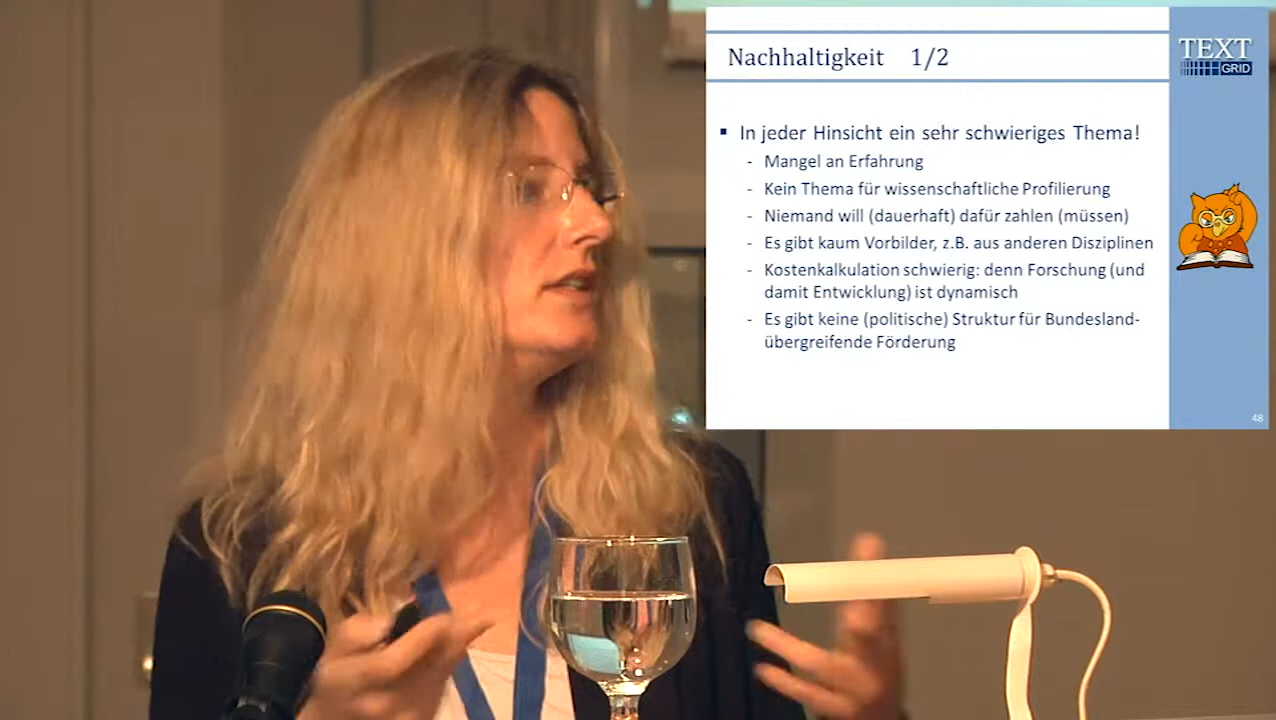 Nachhaltigkeit 1/2
TEXT
GRID
▪ In jeder Hinsicht ein sehr schwieriges Thema!
- Mangel an Erfahrung
- Kein Thema für wissenschaftliche Profilierung
- Niemand will (dauerhaft) dafür zahlen (müssen)
- Es gibt kaum Vorbilder, z.B. aus anderen Disziplinen
- Kostenkalkulation schwierig: denn Forschung (und
damit Entwicklung) ist dynamisch
- Es gibt keine (politische) Struktur für Bundesland-
übergreifende Förderung
48